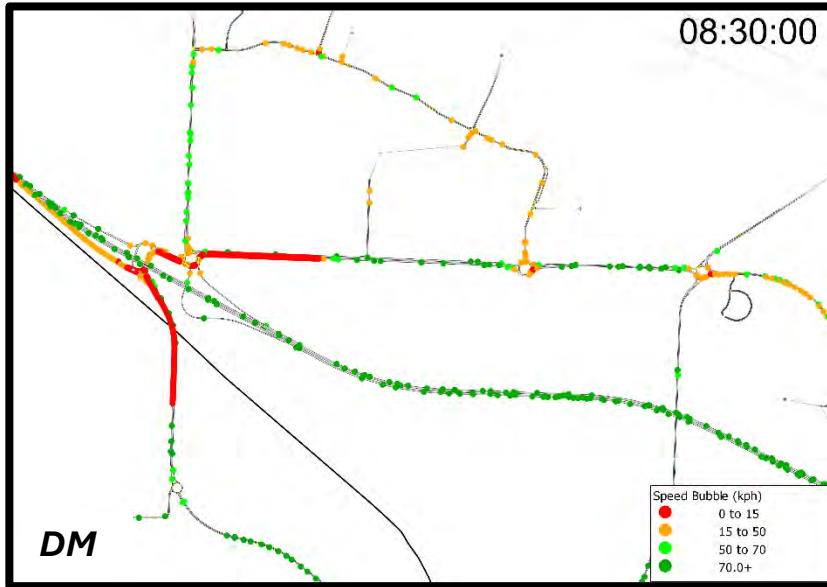 08:30:00
Speed Bubble (kph)
0 to 15
15 to 50
50 to 70
70.0+
DM